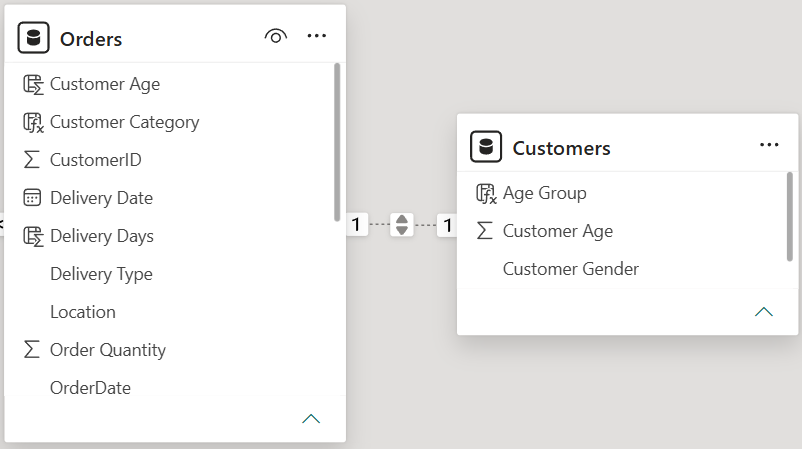 Orders
Customer Age
Customer Category
CustomerID
Delivery Date
Delivery Days
Delivery Type
Location
Order Quantity
OrderDate
1
1
Customers
Age Group
Customer Age
Customer Gender